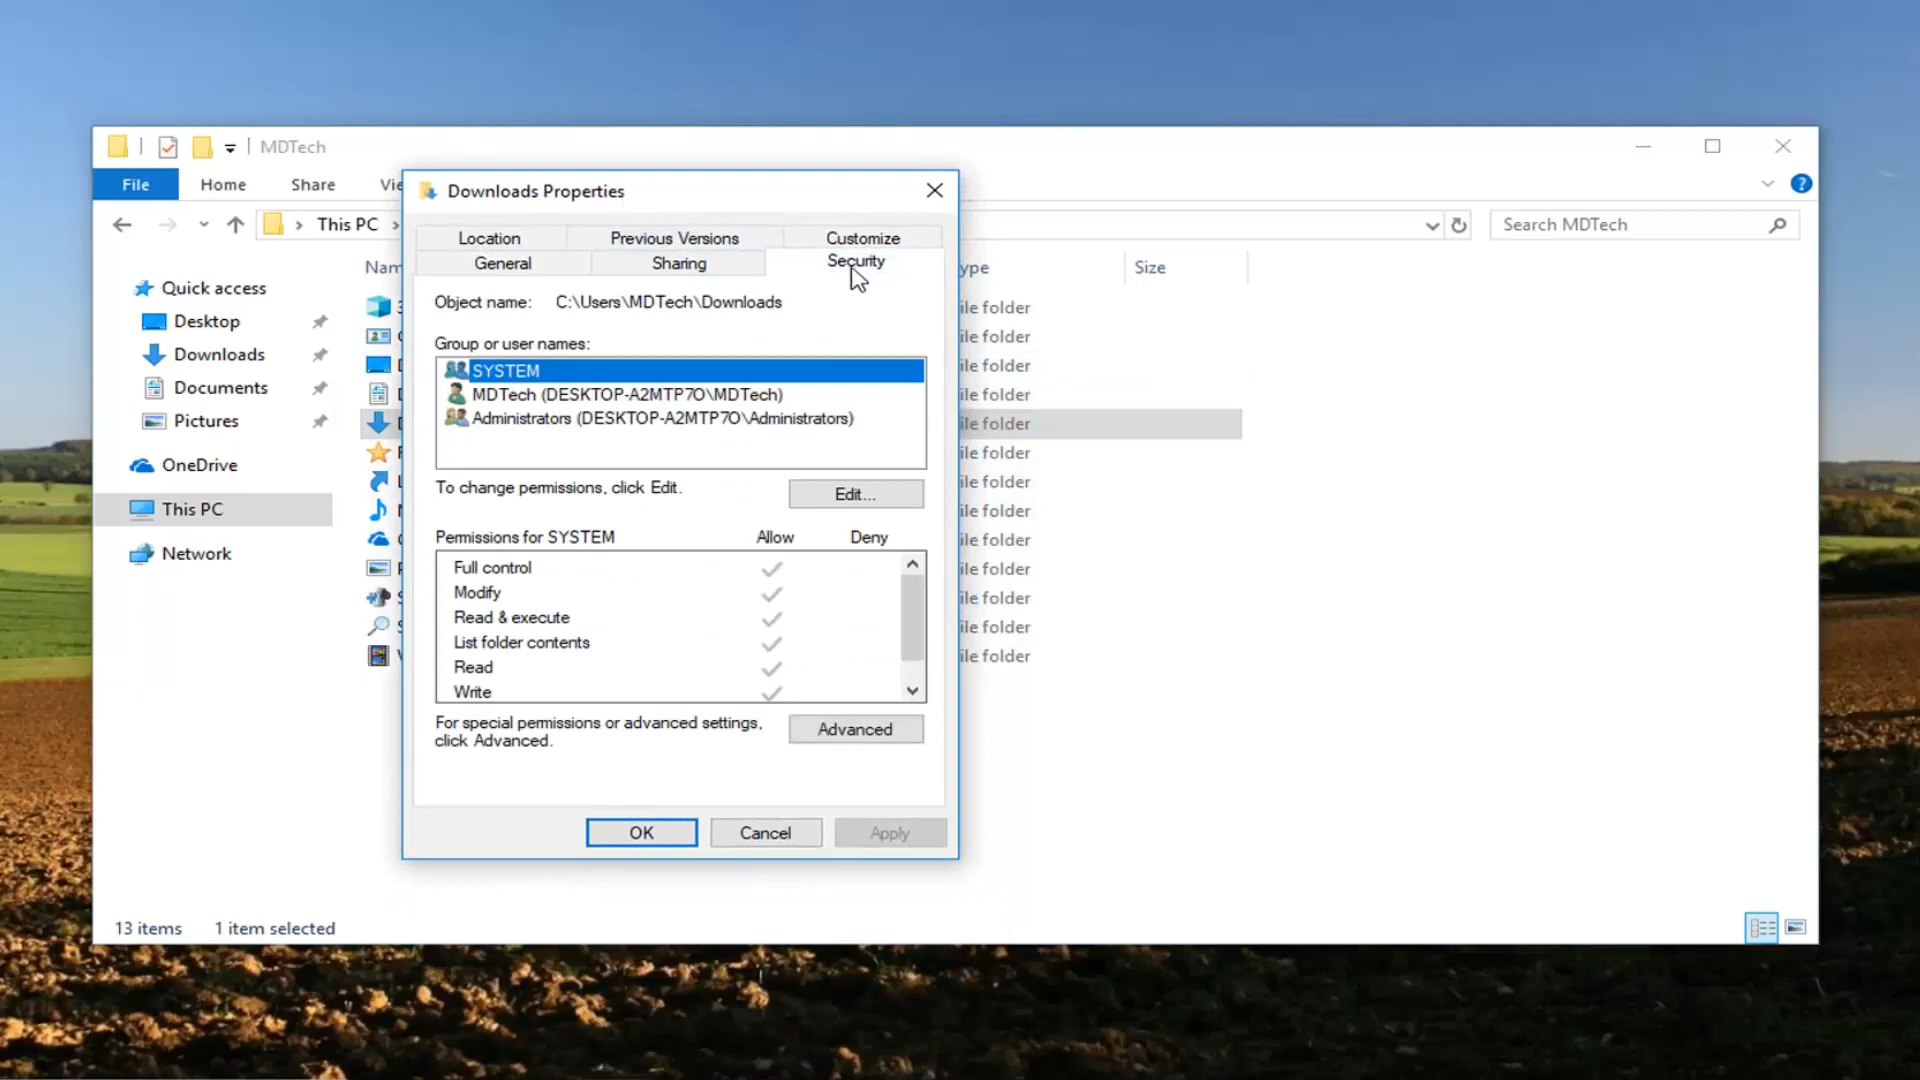 MDTech
File Home Share Vie
This PC
Search MDTech
Quick access
Desktop
Downloads
Documents
Pictures
OneDrive
This PC
Network
Nam
ype
Size
ile folder
ile folder
ile folder
ile folder
ile folder
ile folder
ile folder
ile folder
ile folder
ile folder
ile folder
ile folder
ile folder
Downloads Properties
Location Previous Versions Customize
General Sharing Security
Object name: C:\Users\MDTech\Downloads
Group or user names:
SYSTEM
MDTech (DESKTOP-A2MTP7O\MDTech)
Administrators (DESKTOP-A2MTP7O\Administrators)
To change permissions, click Edit.
Edit...
Permissions for SYSTEM Allow Deny
Full control
Modify
Read & execute
List folder contents
Read
Write
For special permissions or advanced settings,
click Advanced.
Advanced
OK Cancel Apply
13 items 1 item selected